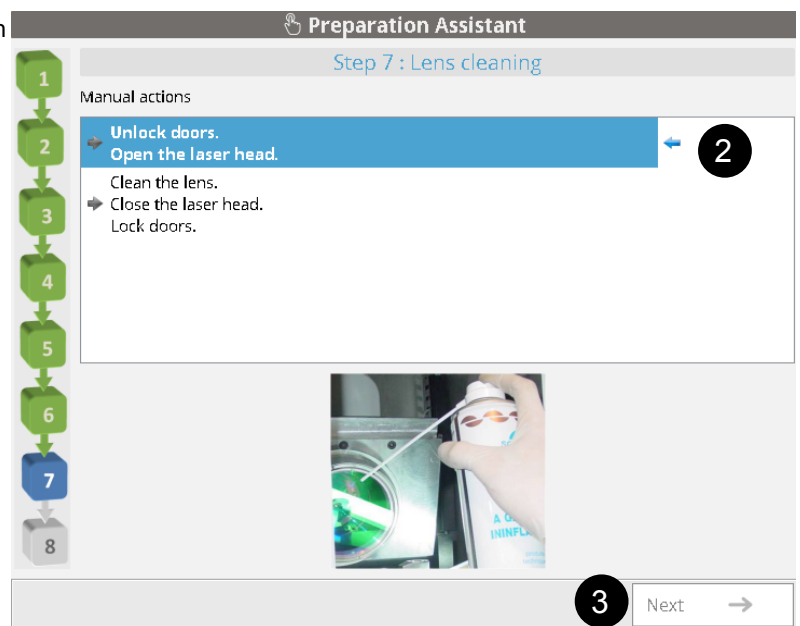 n
Preparation Assistant
Step 7 : Lens cleaning
Manual actions
1
2
3
4
5
6
7
8
Unlock doors.
Open the laser head.
2
Clean the lens.
Close the laser head.
Lock doors.
A G
ININFL
3
Next